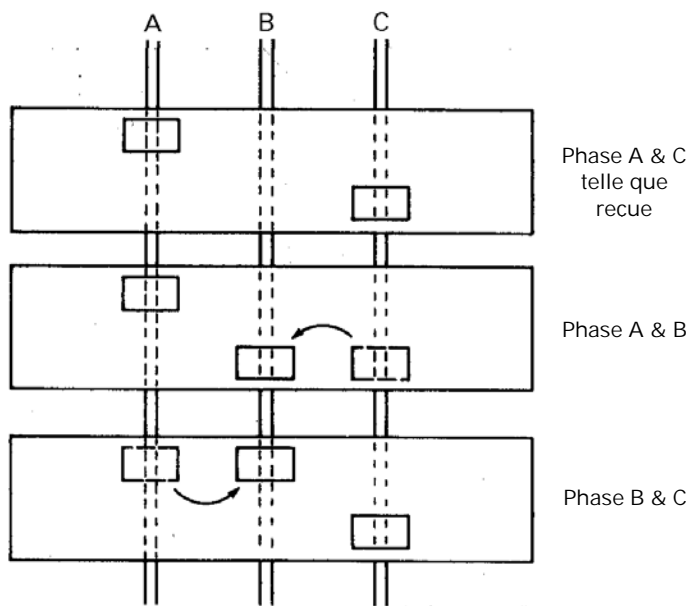 A B C
Phase A & C
telle que
recue
Phase A & B
Phase B & C